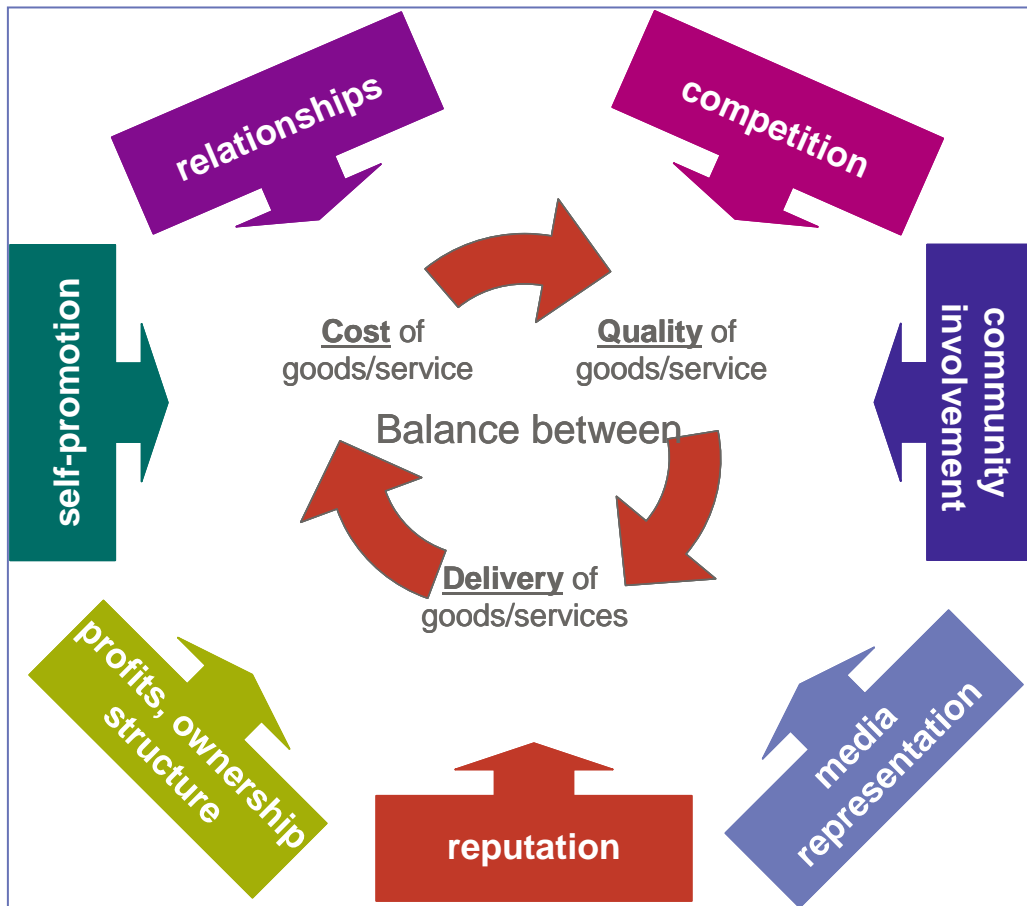 relationships
competition
self-promotion
community
involvement
Cost of
goods/service
Quality of
goods/service
Balance between
Delivery of
goods/services
profits, ownership
structure
media
representation
reputation